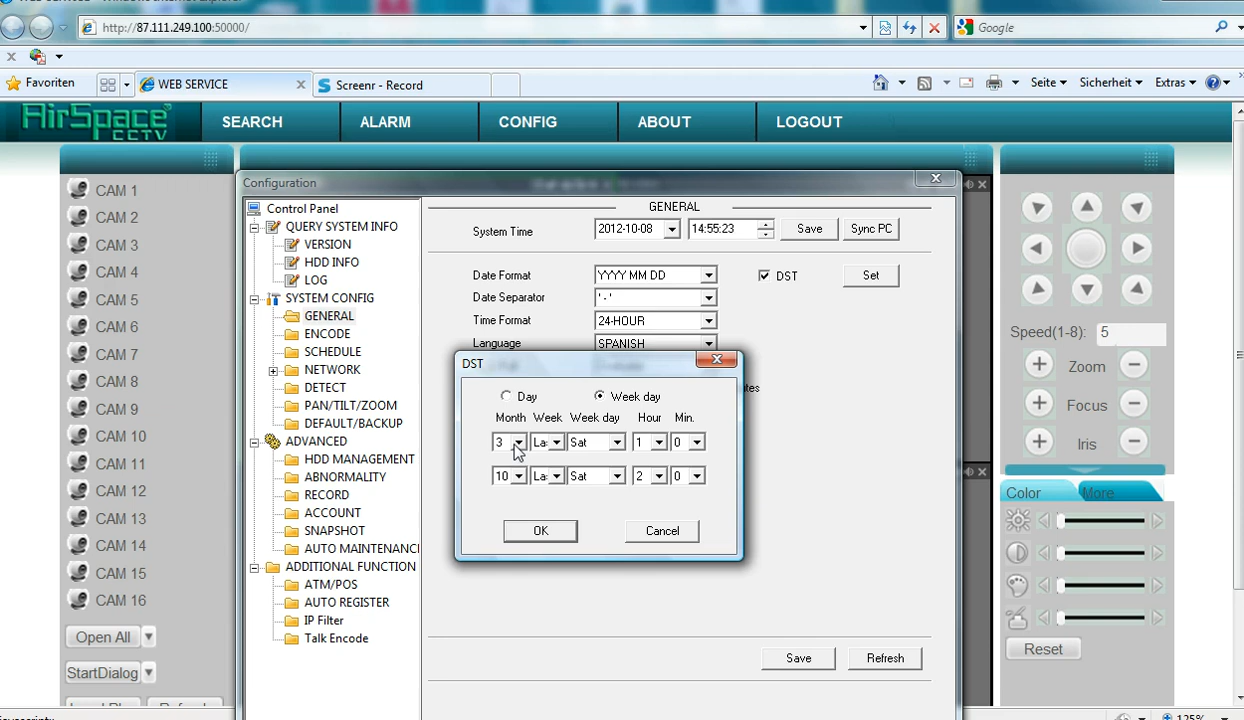 http://87.111.249.100:50000/
Google
Favoriten
WEB SERVICE
Screenr - Record
Seite
Sicherheit
Extras
AirSpace
CCTV
SEARCH
ALARM
CONFIG
ABOUT
LOGOUT
CAM 1
CAM 2
CAM 3
CAM 4
CAM 5
CAM 6
CAM 7
CAM 8
CAM 9
CAM 10
CAM 11
CAM 12
CAM 13
CAM 14
CAM 15
CAM 16
Open All
StartDialog
Configuration
Control Panel
QUERY SYSTEM INFO
VERSION
HDD INFO
LOG
SYSTEM CONFIG
GENERAL
ENCODE
SCHEDULE
NETWORK
DETECT
PAN/TILT/ZOOM
DEFAULT/BACKUP
ADVANCED
HDD MANAGEMENT
ABNORMALITY
RECORD
ACCOUNT
SNAPSHOT
AUTO MAINTENANC
ADDITIONAL FUNCTION
ATM/POS
AUTO REGISTER
IP Filter
Talk Encode
GENERAL
System Time 2012-10-08 14:55:23 Save Sync PC
Date Format YYYY MM DD DST Set
Date Separator '-'
Time Format 24-HOUR
Language SPANISH
DST
Day Week day
Month Week Week day Hour Min.
3 La Sat 1 0
10 La Sat 2 0
OK Cancel
Save Refresh
Speed(1-8): 5
Zoom
Focus
Iris
Color More
Reset
125%